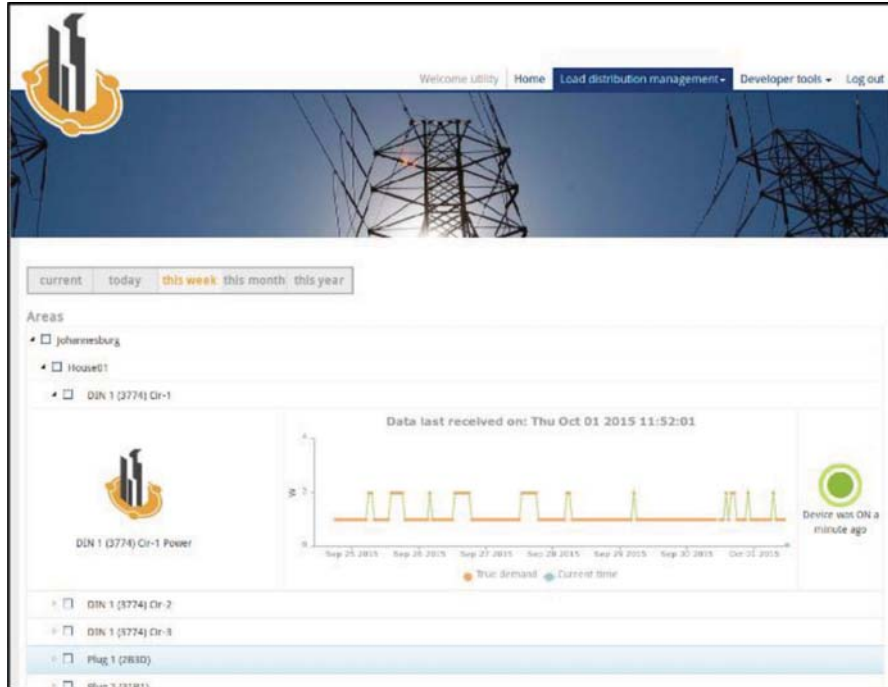 Welcome utility Home Load distribution management Developer tools Log out
current today this week this month this year
Areas
Johannesburg
House01
DIN 1 (3774) Cir-1
Data last received on: Thu Oct 01 2015 11:52:01
4
W
2
0
Sep 25 2015 Sep 26 2015 Sep 27 2015 Sep 28 2015 Sep 29 2015 Sep 30 2015 Oct 01 2015
True demand Current time
DIN 1 (3774) Cir-1 Power
Device was ON a
minute ago
DIN 1 (3774) Cir-2
DIN 1 (3774) Cir-3
Plug 1 (2B3D)